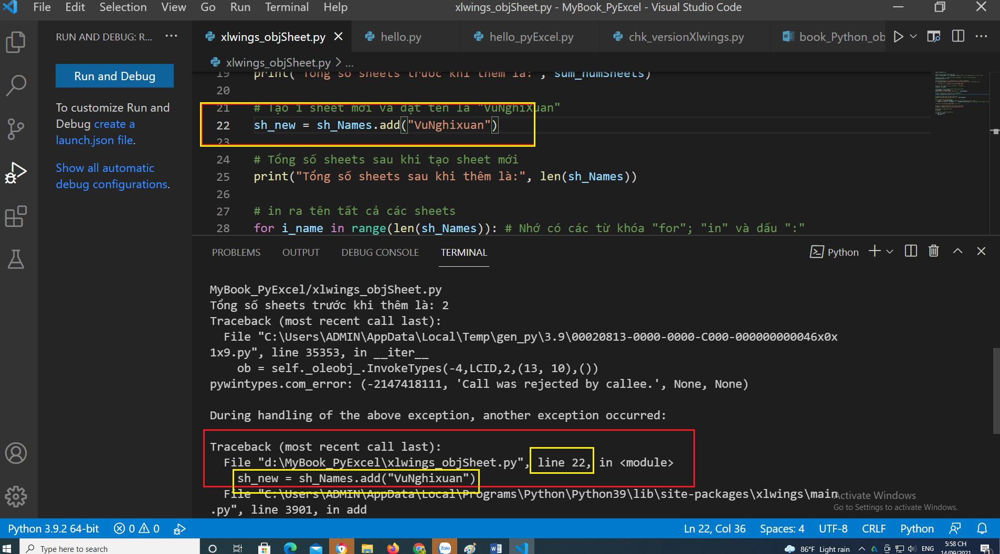 File Edit Selection View Go Run Terminal Help xlwings_objSheet.py - MyBook_PyExcel - Visual Studio Code
RUN AND DEBUG: R... ···
xlwings_objSheet.py hello.py hello_pyExcel.py chk_versionXlwings.py book_Python_ob
Run and Debug
To customize Run and
Debug create a
launch.json file.
Show all automatic
debug configurations.
xlwings_objSheet.py > ...
19 print("Tổng số sheets trước khi thêm là:", sum_numSheets)
20
21 # Tạo 1 sheet mới và đặt tên là "VuNghixuan"
22 sh_new = sh_Names.add("VuNghixuan")
23
24 # Tổng số sheets sau khi tạo sheet mới
25 print("Tổng số sheets sau khi thêm là:", len(sh_Names))
26
27 # in ra tên tất cả các sheets
28 for i_name in range(len(sh_Names)): # Nhớ có các từ khóa "for"; "in" và dấu ":"
PROBLEMS OUTPUT DEBUG CONSOLE TERMINAL Python
MyBook_PyExcel/xlwings_objSheet.py
Tổng số sheets trước khi thêm là: 2
Traceback (most recent call last):
File "C:\Users\ADMIN\AppData\Local\Temp\gen_py\3.9\00020813-0000-0000-C000-000000000046x0x
1x9.py", line 35353, in __iter__
ob = self._oleobj_.InvokeTypes(-4,LCID,2,(13, 10),())
pywintypes.com_error: (-2147418111, 'Call was rejected by callee.', None, None)
During handling of the above exception, another exception occurred:
Traceback (most recent call last):
File "d:\MyBook_PyExcel\xlwings_objSheet.py", line 22, in <module>
sh_new = sh_Names.add("VuNghixuan")
File "C:\Users\ADMIN\AppData\Local\Programs\Python\Python39\lib\site-packages\xlwings\main
.py", line 3901, in add
Activate Windows
Go to Settings to activate Windows.
Python 3.9.2 64-bit 0 0 Ln 22, Col 36 Spaces: 4 UTF-8 CRLF Python
Type here to search Zalo 86°F Light rain ENG 5:58 CH
14/09/2021